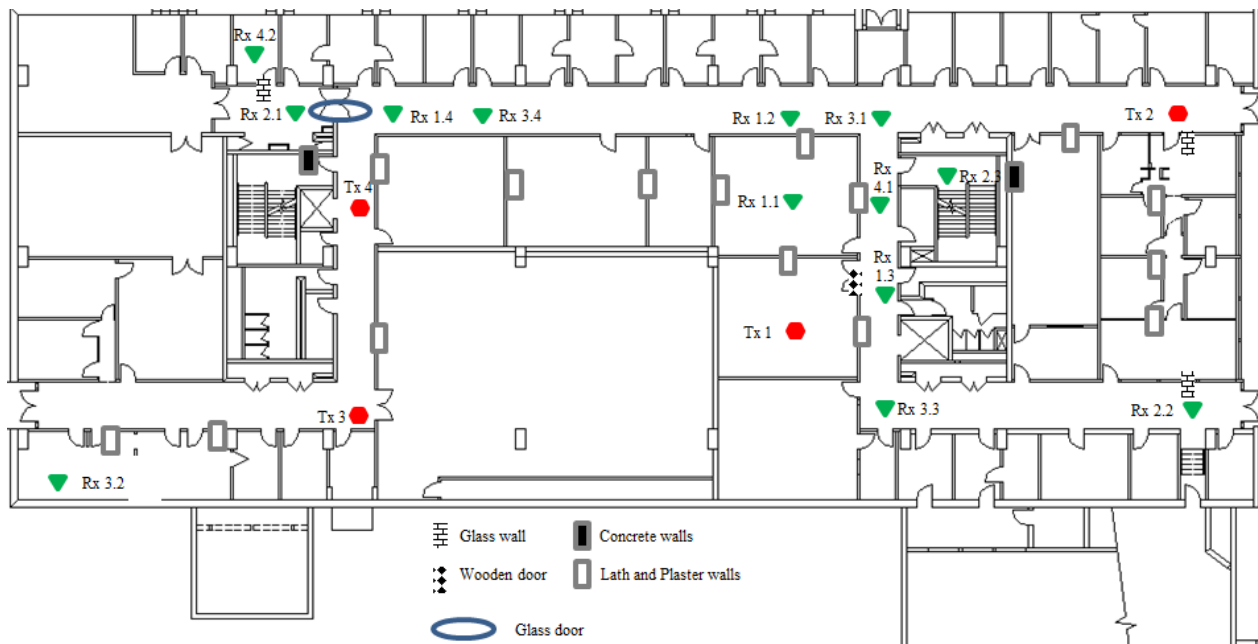 Rx 4.2
Rx 2.1
Rx 1.4
Rx 3.4
Rx 1.2
Rx 3.1
Tx 2
Tx 4
Rx
4.1
Rx 2.3
Rx 1.1
Rx
1.3
Tx 1
Tx 3
Rx 3.3
Rx 2.2
Rx 3.2
Glass wall
Concrete walls
Wooden door
Lath and Plaster walls
Glass door